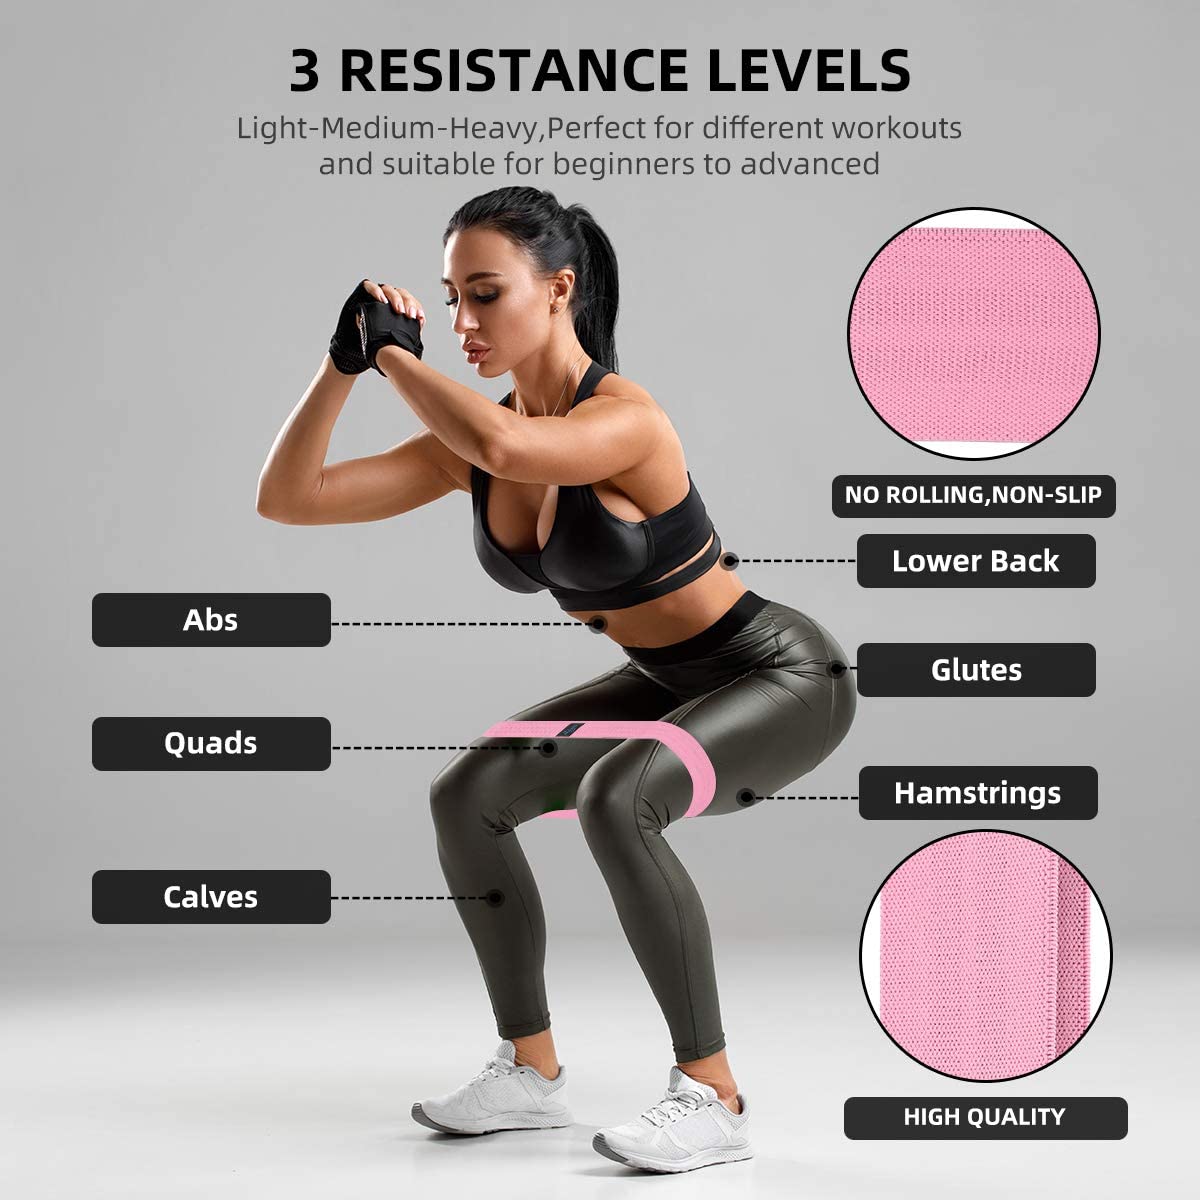 3 RESISTANCE LEVELS
Light-Medium-Heavy,Perfect for different workouts
and suitable for beginners to advanced
NO ROLLING,NON-SLIP
Lower Back
Abs
Glutes
Quads
Hamstrings
Calves
HIGH QUALITY